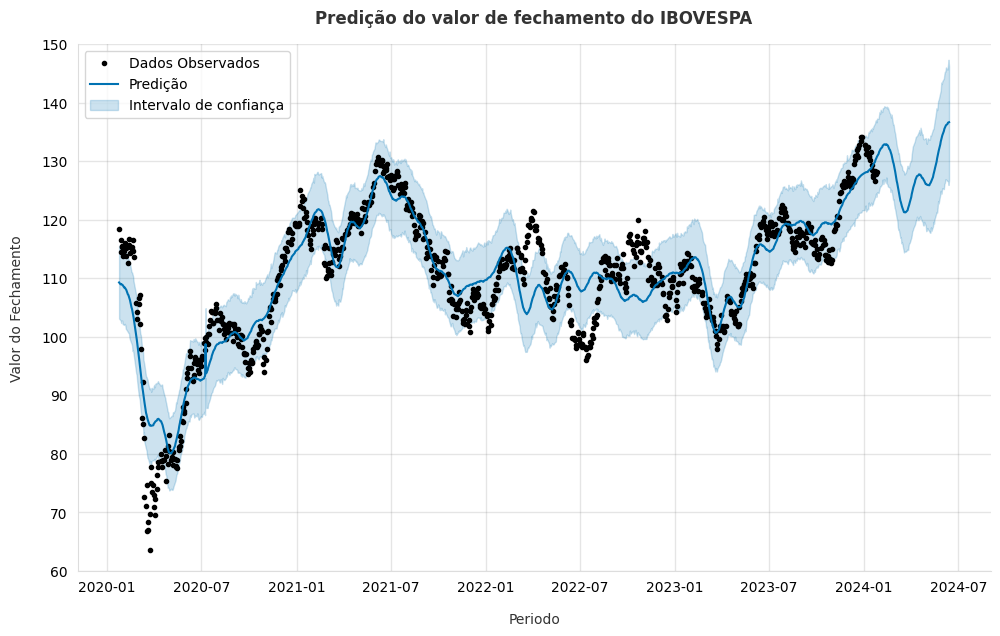 Predição do valor de fechamento do IBOVESPA
Dados Observados
Predição
Intervalo de confiança
Valor do Fechamento
150
140
130
120
110
100
90
80
70
60
2020-01 2020-07 2021-01 2021-07 2022-01 2022-07 2023-01 2023-07 2024-01 2024-07
Periodo